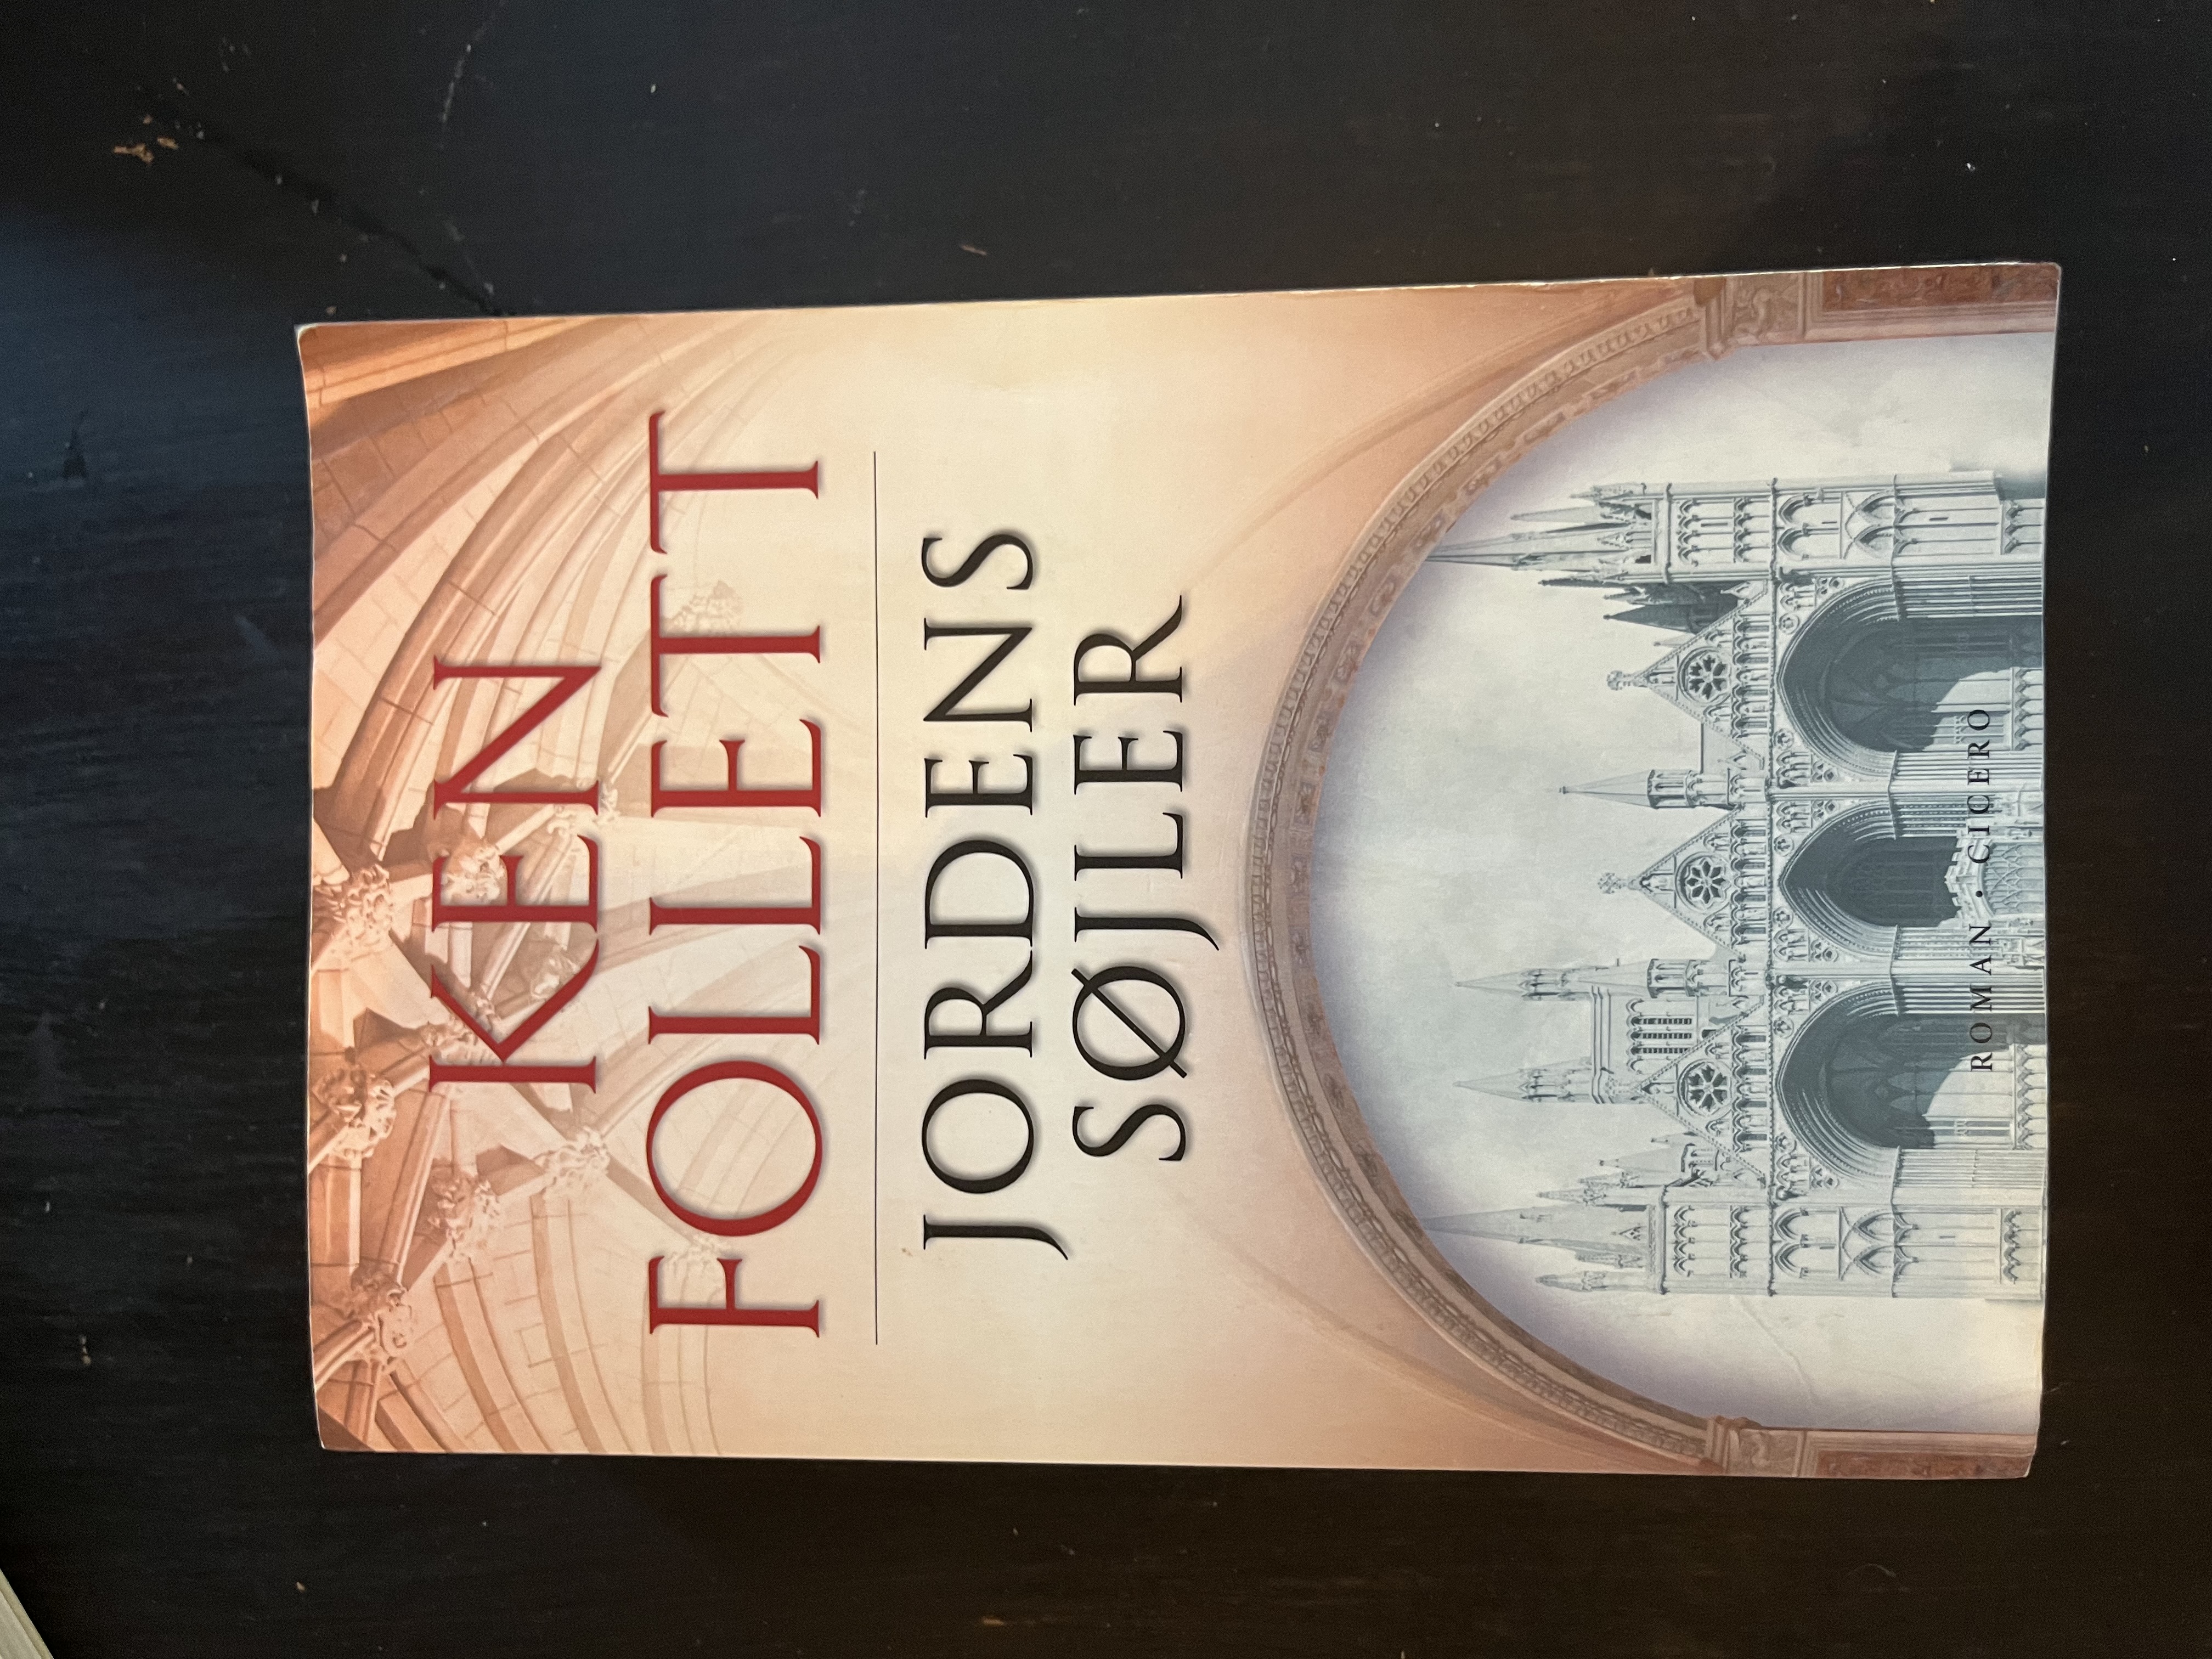 KEN
FOLLETT
JORDENS
SØJLER
ROMAN • CICERO